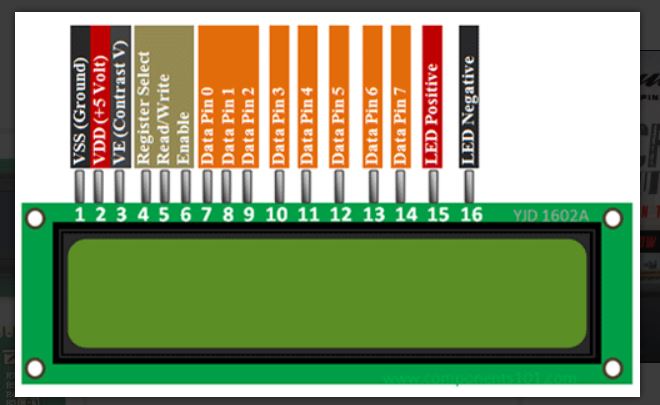 VSS (Ground)
VDD (+5 Volt)
VE (Contrast V)
Register Select
Read/Write
Enable
Data Pin 0
Data Pin 1
Data Pin 2
Data Pin 3
Data Pin 4
Data Pin 5
Data Pin 6
Data Pin 7
LED Positive
LED Negative
1 2 3 4 5 6 7 8 9 10 11 12 13 14 15 16
YJD 1602A
www.components101.com